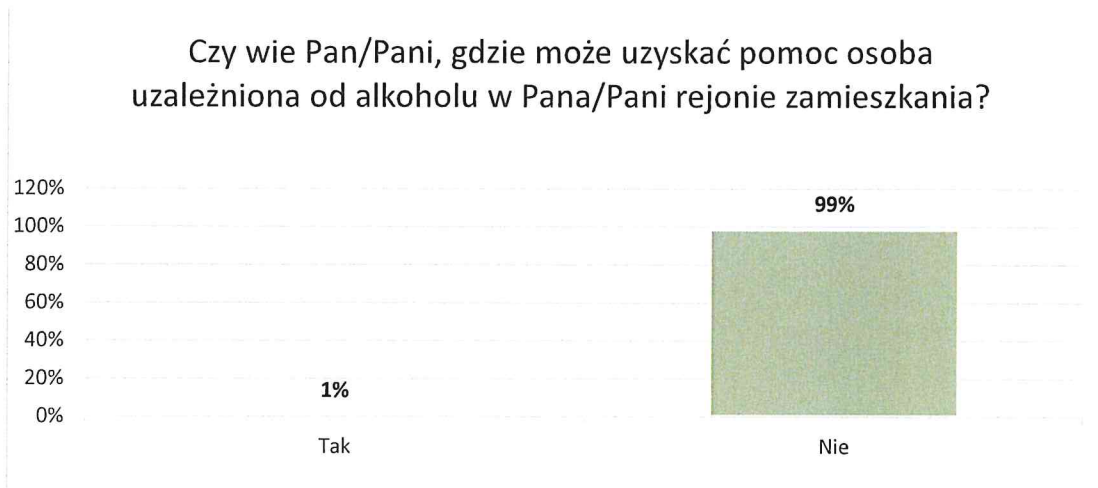 Czy wie Pan/Pani, gdzie może uzyskać pomoc osoba
uzależniona od alkoholu w Pana/Pani rejonie zamieszkania?
120%
100%
80%
60%
40%
20%
0%
99%
1%
Tak
Nie